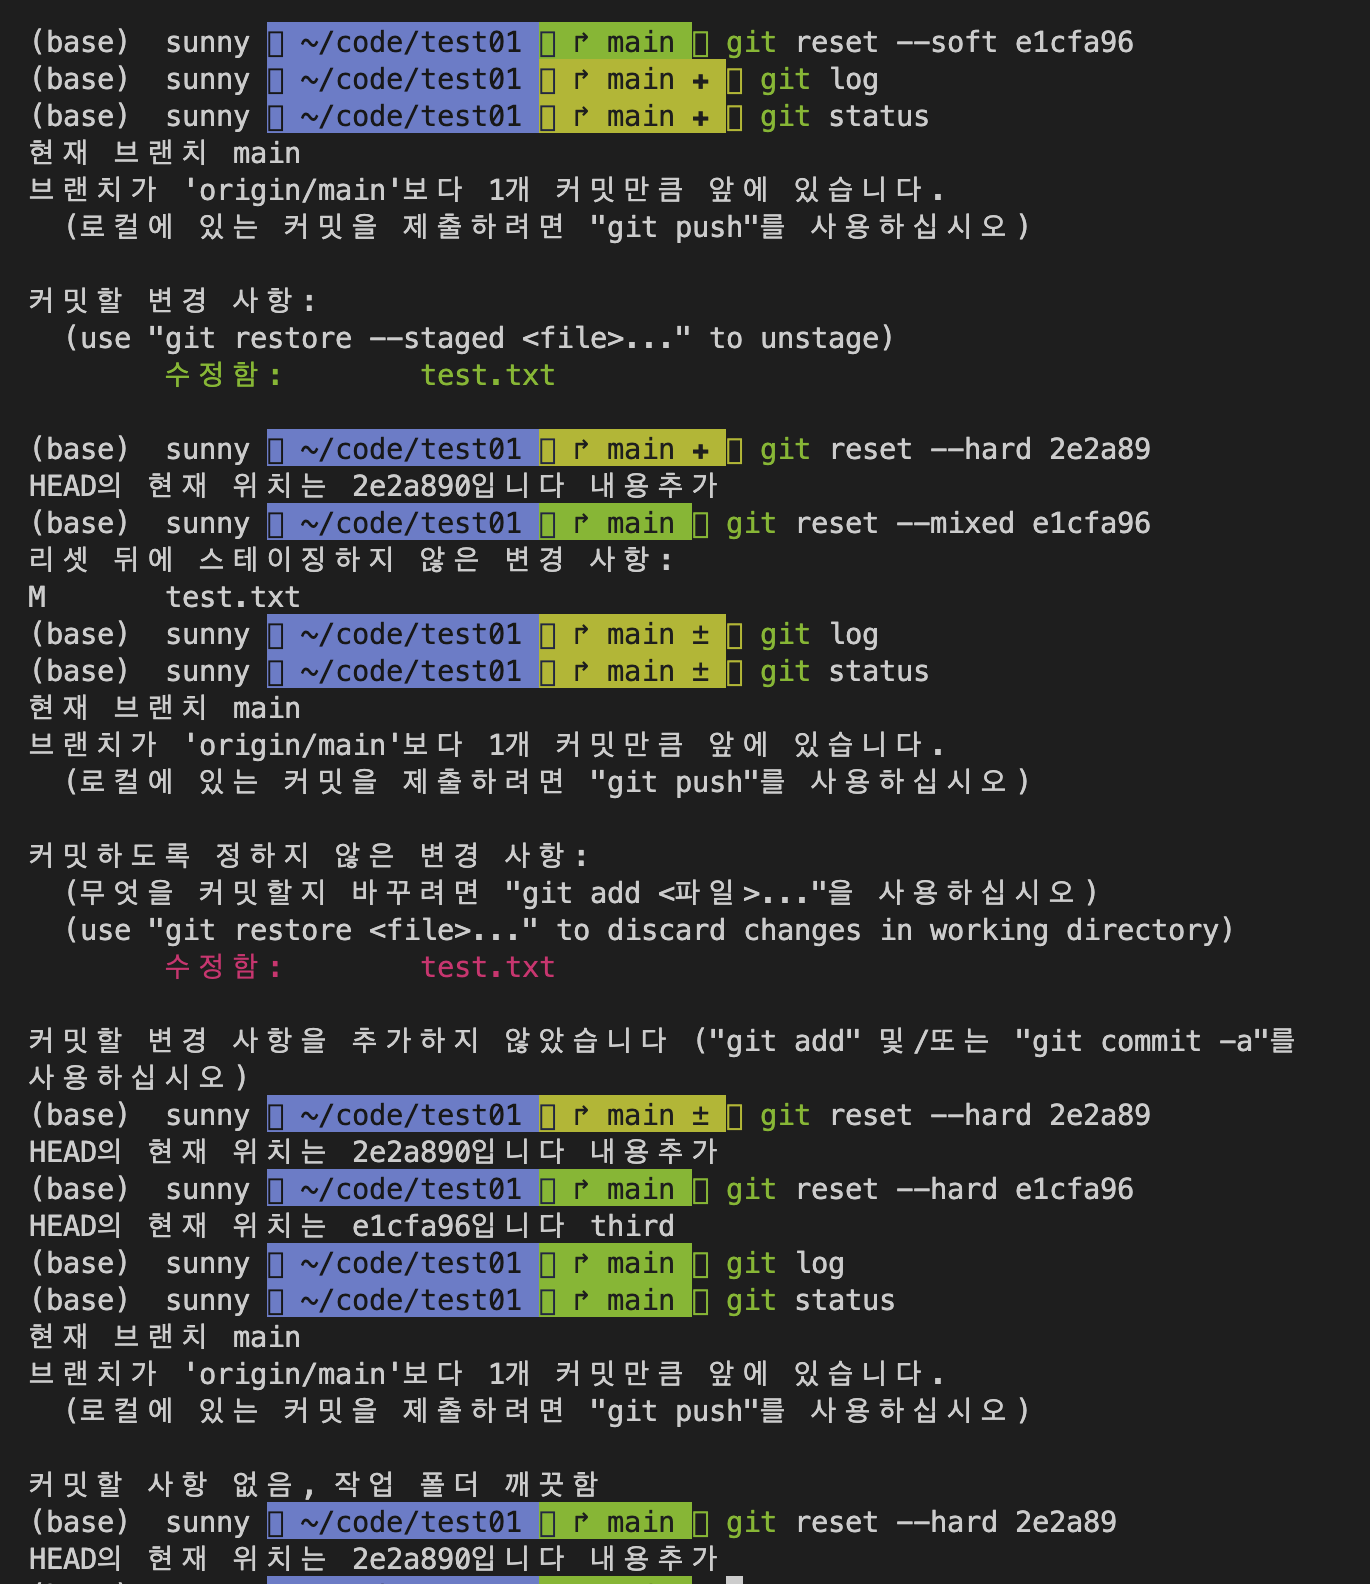 (base)  sunny  ~/code/test01  ↱ main  git reset --soft e1cfa96
(base)  sunny  ~/code/test01  ↱ main ✚  git log
(base)  sunny  ~/code/test01  ↱ main ✚  git status
현재 브랜치 main
브랜치가 'origin/main'보다 1개 커밋만큼 앞에 있습니다.
  (로컬에 있는 커밋을 제출하려면 "git push"를 사용하십시오)
커밋할 변경 사항:
  (use "git restore --staged <file>..." to unstage)
        수정함:        test.txt
(base)  sunny  ~/code/test01  ↱ main ✚  git reset --hard 2e2a89
HEAD의 현재 위치는 2e2a890입니다 내용추가
(base)  sunny  ~/code/test01  ↱ main  git reset --mixed e1cfa96
리셋 뒤에 스테이징하지 않은 변경 사항:
M       test.txt
(base)  sunny  ~/code/test01  ↱ main ±  git log
(base)  sunny  ~/code/test01  ↱ main ±  git status
현재 브랜치 main
브랜치가 'origin/main'보다 1개 커밋만큼 앞에 있습니다.
  (로컬에 있는 커밋을 제출하려면 "git push"를 사용하십시오)
커밋하도록 정하지 않은 변경 사항:
  (무엇을 커밋할지 바꾸려면 "git add <파일>..."을 사용하십시오)
  (use "git restore <file>..." to discard changes in working directory)
        수정함:        test.txt
커밋할 변경 사항을 추가하지 않았습니다 ("git add" 및/또는 "git commit -a"를
사용하십시오)
(base)  sunny  ~/code/test01  ↱ main ±  git reset --hard 2e2a89
HEAD의 현재 위치는 2e2a890입니다 내용추가
(base)  sunny  ~/code/test01  ↱ main  git reset --hard e1cfa96
HEAD의 현재 위치는 e1cfa96입니다 third
(base)  sunny  ~/code/test01  ↱ main  git log
(base)  sunny  ~/code/test01  ↱ main  git status
현재 브랜치 main
브랜치가 'origin/main'보다 1개 커밋만큼 앞에 있습니다.
  (로컬에 있는 커밋을 제출하려면 "git push"를 사용하십시오)
커밋할 사항 없음, 작업 폴더 깨끗함
(base)  sunny  ~/code/test01  ↱ main  git reset --hard 2e2a89
HEAD의 현재 위치는 2e2a890입니다 내용추가